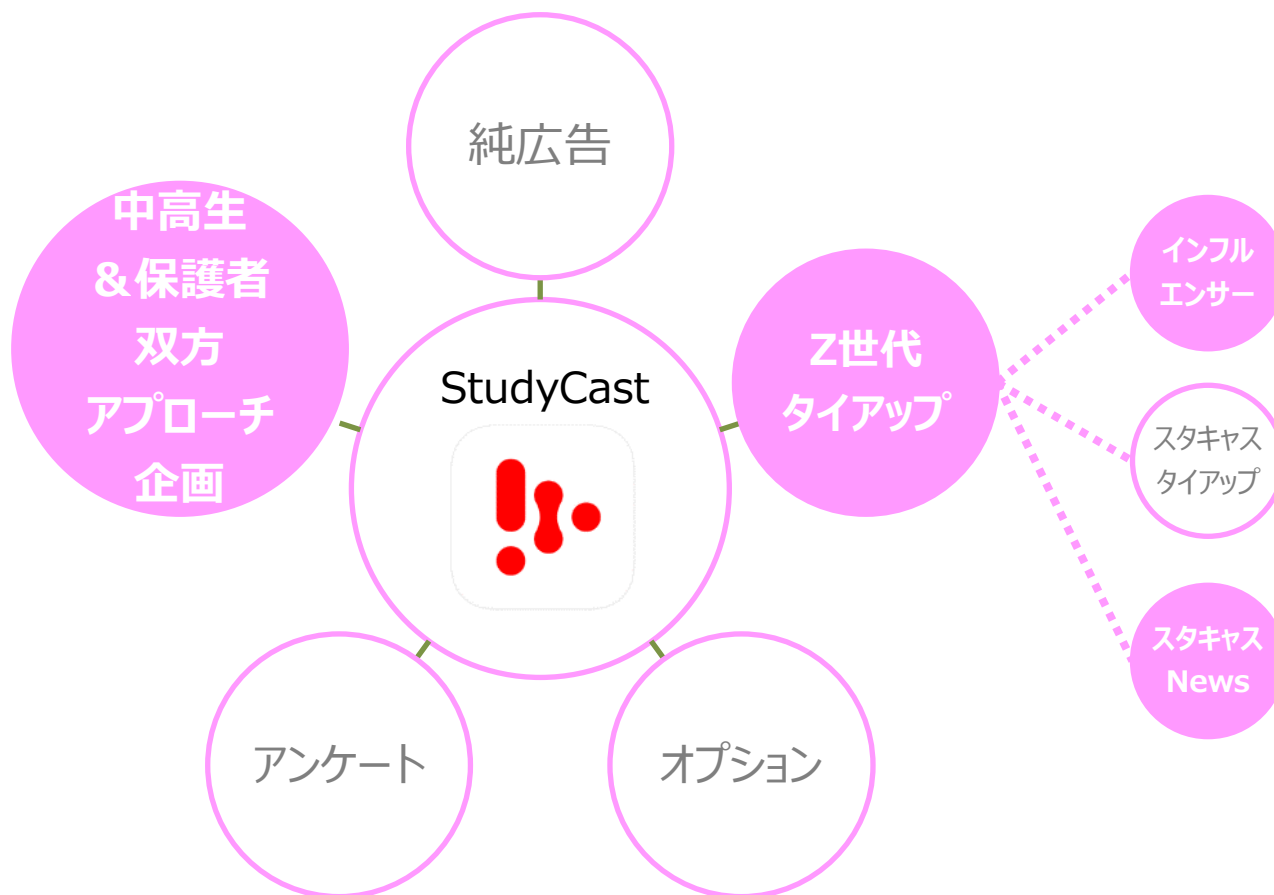 純広告
中高生
＆保護者
双方
アプローチ
企画
StudyCast
Z世代
タイアップ
インフル
エンサー
スタキャス
タイアップ
スタキャス
News
アンケート
オプション